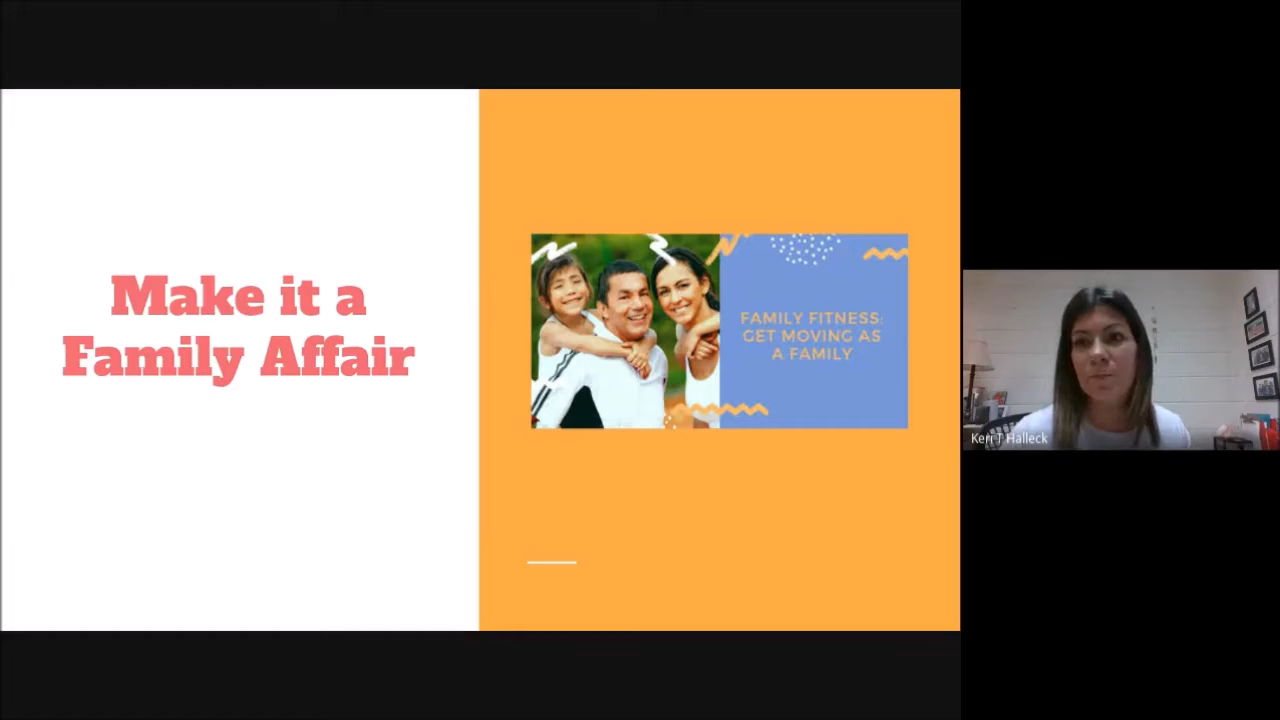 Make it a
Family Affair
FAMILY FITNESS:
GET MOVING AS
A FAMILY
Keri T Halleck